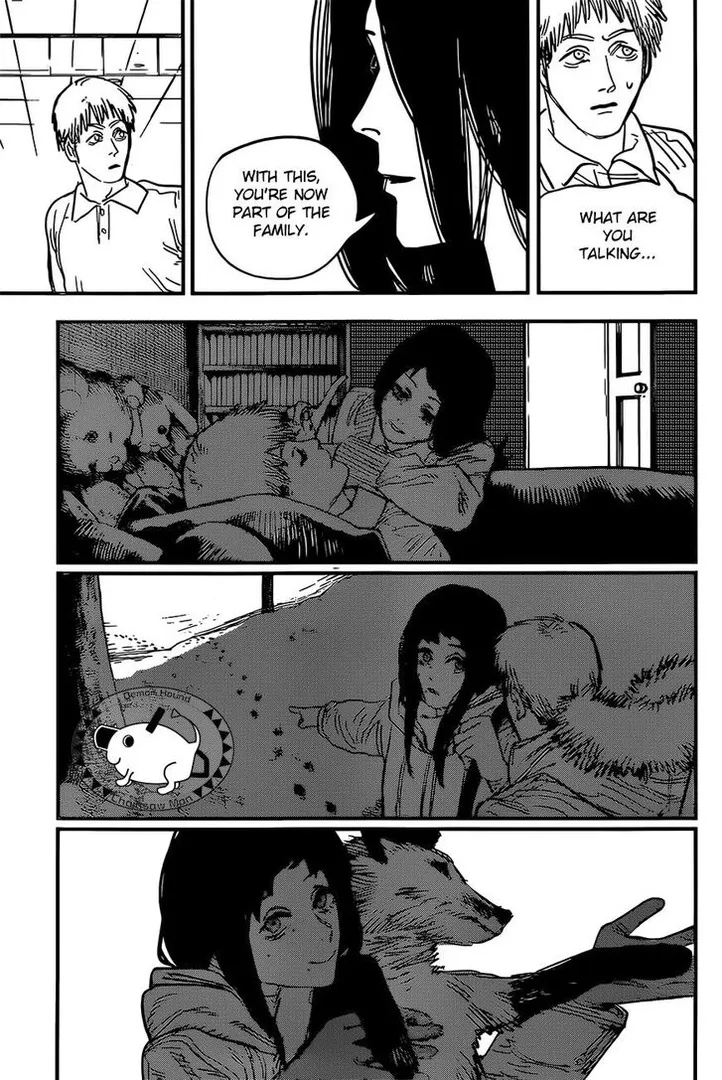 WHAT ARE
YOU
TALKING...
WITH THIS,
YOU'RE NOW
PART OF THE
FAMILY.
Demon Hound
Chainsaw Man